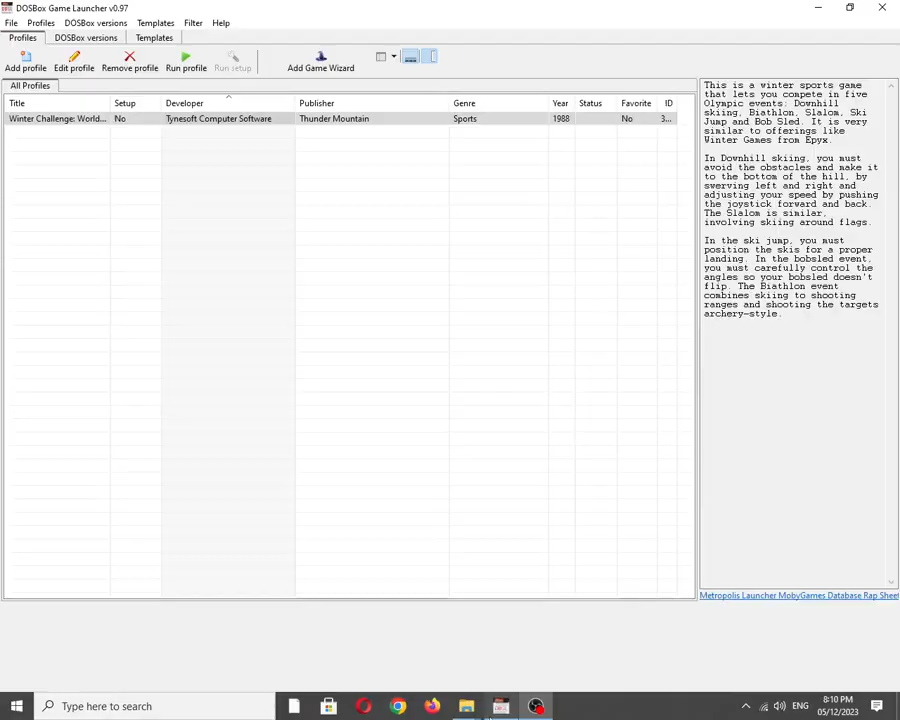 DOSBox Game Launcher v0.97
File Profiles DOSBox versions Templates Filter Help
Profiles DOSBox versions Templates
Add profile Edit profile Remove profile Run profile Run setup Add Game Wizard
All Profiles
Title Setup Developer Publisher Genre Year Status Favorite ID
Winter Challenge: World... No Tynesoft Computer Software Thunder Mountain Sports 1988 No 3...
This is a winter sports game
that lets you compete in five
Olympic events: Downhill
skiing, Biathlon, Slalom, Ski
Jump and Bob Sled. It is very
similar to offerings like
Winter Games from Epyx.
In Downhill skiing, you must
avoid the obstacles and make it
to the bottom of the hill, by
swerving left and right and
adjusting your speed by pushing
the joystick forward and back.
The Slalom is similar,
involving skiing around flags.
In the ski jump, you must
position the skis for a proper
landing. In the bobsled event,
you must carefully control the
angles so your bobsled doesn't
flip. The Biathlon event
combines skiing to shooting
ranges and shooting the targets
archery-style.
Metropolis Launcher MobyGames Database Rap Sheet
Type here to search
ENG
8:10 PM
05/12/2023